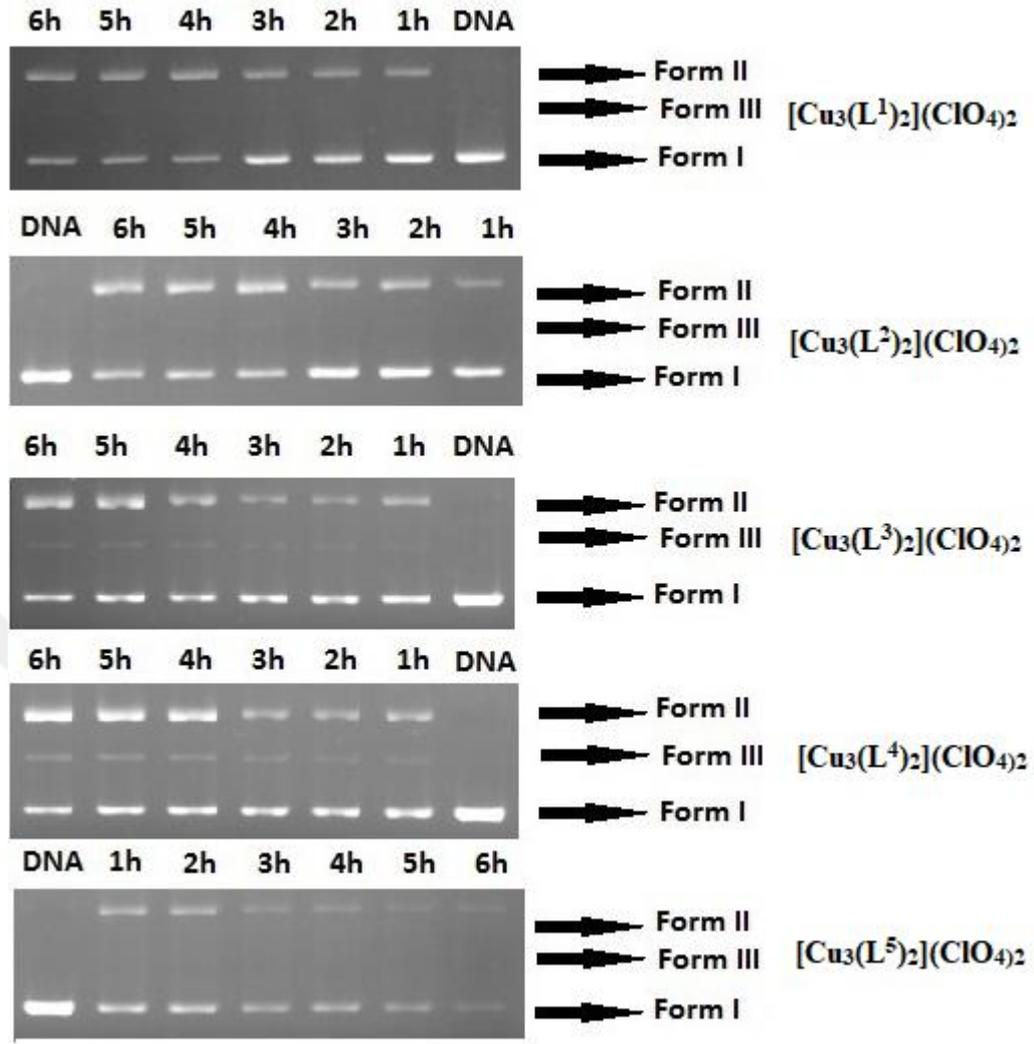 6h 5h 4h 3h 2h 1h DNA
Form II
Form III [Cu₃(L¹)₂](ClO₄)₂
Form I
DNA 6h 5h 4h 3h 2h 1h
Form II
Form III [Cu₃(L²)₂](ClO₄)₂
Form I
6h 5h 4h 3h 2h 1h DNA
Form II
Form III [Cu₃(L³)₂](ClO₄)₂
Form I
6h 5h 4h 3h 2h 1h DNA
Form II
Form III [Cu₃(L⁴)₂](ClO₄)₂
Form I
DNA 1h 2h 3h 4h 5h 6h
Form II
Form III [Cu₃(L⁵)₂](ClO₄)₂
Form I